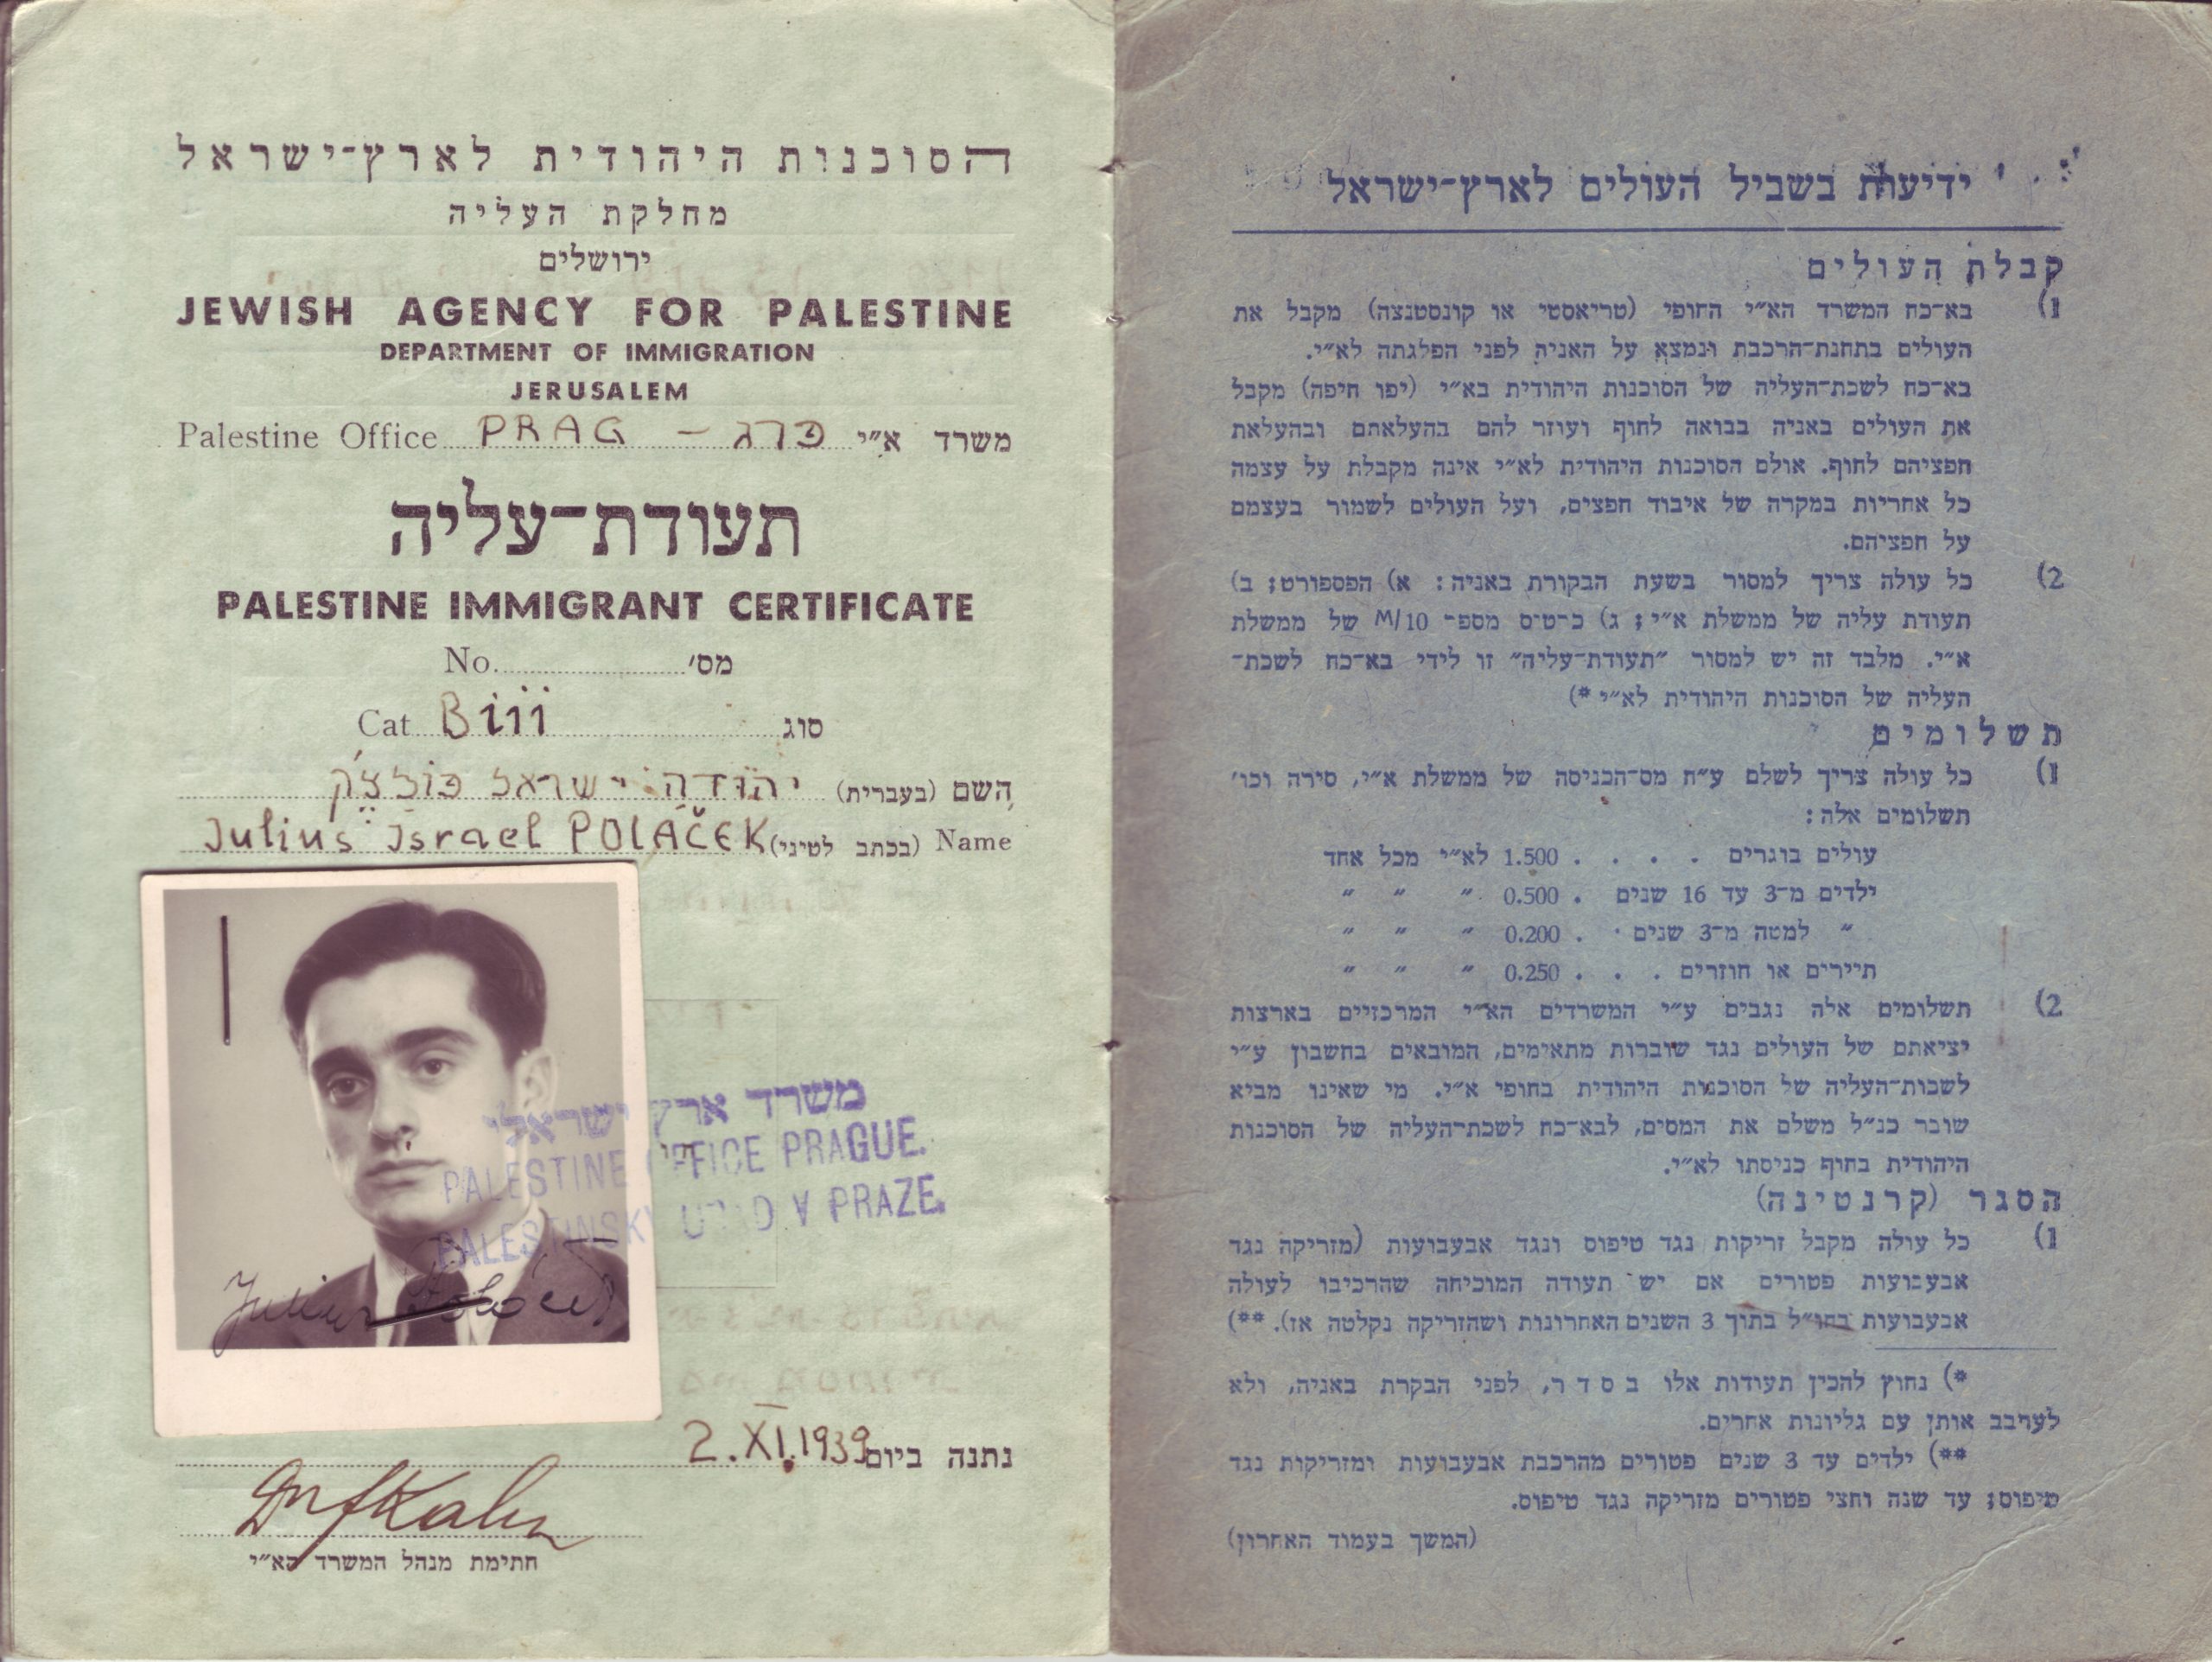 הסוכנות היהודית לארץ־ישראל
מחלקת העליה
ירושלים
JEWISH AGENCY FOR PALESTINE
DEPARTMENT OF IMMIGRATION
JERUSALEM
Palestine Office PRAG – פרג משרד א״י
תעודת־עליה
PALESTINE IMMIGRANT CERTIFICATE
No. מס׳
Cat Biii סוג
השם (בעברית) יהודה ישראל
Julius Israel POLÁČEK (בכתב לטיני) Name
משרד ארץ ישראלי
PALESTINE OFFICE PRAGUE.
PALESTINSKÝ V PRAZE.
Julius
נתנה ביום 2.XI.1939
חתימת מנהל המשרד הא״י
ידיעות בשביל העולים לארץ־ישראל
קבלת העולים
1) בא־כח המשרד הא״י החופי (טריאסטי או קונסטנצה) מקבל את
העולים בתחנת־הרכבת ונמצא על האניה לפני הפלגתה לא״י.
בא־כח לשכת־העליה של הסוכנות היהודית בא״י (יפו חיפה) מקבל
את העולים באניה בבואה לחוף ועוזר להם בהעלאתם ובהעלאת
חפציהם לחוף. אולם הסוכנות היהודית לא״י אינה מקבלת על עצמה
כל אחריות במקרה של איבוד חפצים, ועל העולים לשמור בעצמם
על חפציהם.
2) כל עולה צריך למסור בשעת הבקורת באניה: א) הפספורט; ב)
תעודת עליה של ממשלת א״י; ג) כרטיס מספר M/10 של ממשלת
א״י. מלבד זה יש למסור ״תעודת־עליה״ זו לידי בא־כח לשכת־
העליה של הסוכנות היהודית לא״י *)
תשלומים
1) כל עולה צריך לשלם ע״ח מס־הכניסה של ממשלת א״י, סירה וכו׳
תשלומים אלה:
עולים בוגרים . . . . 1.500 לא״י מכל אחד
ילדים מ־3 עד 16 שנים . 0.500 ״ ״ ״
״ למטה מ־3 שנים . . 0.200 ״ ״ ״
תיירים או חוזרים . . . 0.250 ״ ״ ״
2) תשלומים אלה נגבים ע״י המשרדים הא״י המרכזיים בארצות
יציאתם של העולים נגד שוברות מתאימים, המובאים בחשבון ע״י
לשכות־העליה של הסוכנות היהודית בחופי א״י. מי שאינו מביא
שובר כנ״ל משלם את המסים, לבא־כח לשכת־העליה של הסוכנות
היהודית בחוף כניסתו לא״י.
הסגר (קרנטינה)
1) כל עולה מקבל זריקות נגד טיפוס ונגד אבעבועות (מזריקה נגד
אבעבועות פטורים אם יש תעודה המוכיחה שהרכיבו לעולה
אבעבועות בחו״ל בתוך 3 השנים האחרונות ושהזריקה נקלטה אז). **)
*) נחוץ להכין תעודות אלו בסדר, לפני הבקרת באניה, ולא
לערבב אותן עם גליונות אחרים.
**) ילדים עד 3 שנים פטורים מהרכבת אבעבועות ומזריקות נגד
טיפוס; עד שנה וחצי פטורים מזריקה נגד טיפוס.
(המשך בעמוד האחרון)